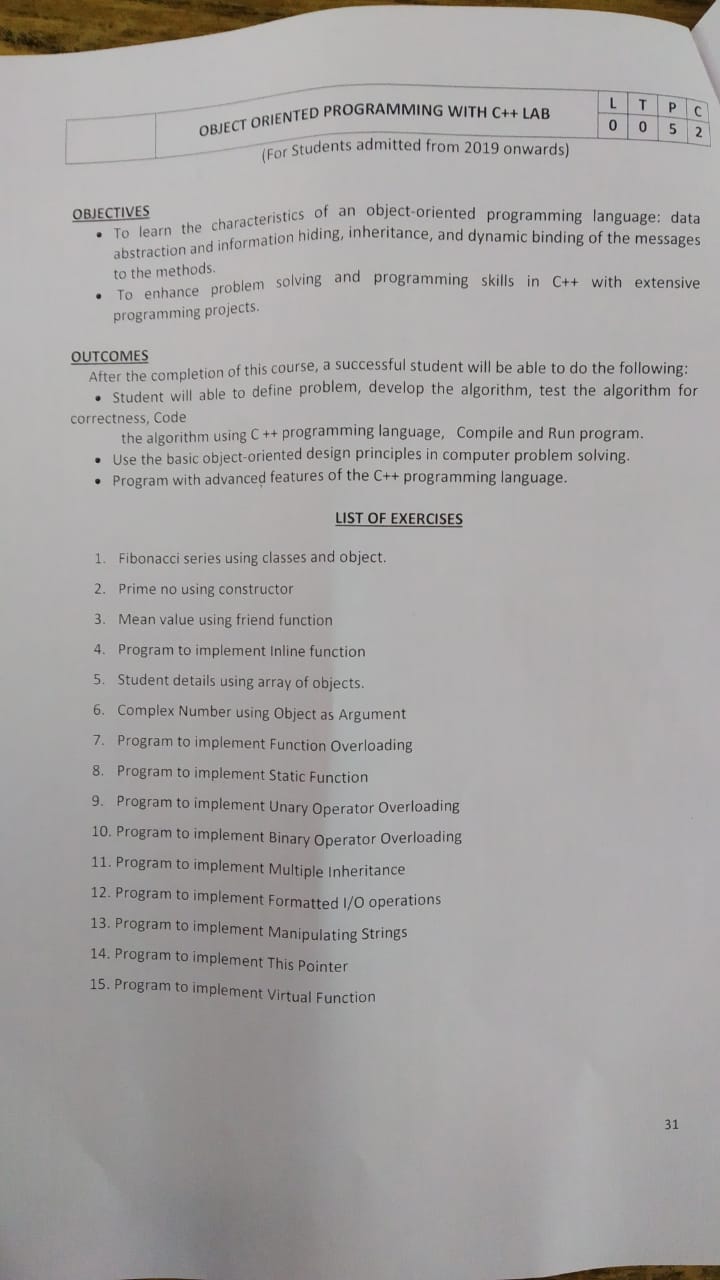 OBJECT ORIENTED PROGRAMMING WITH C++ LAB
L T P C
0 0 5 2
(For Students admitted from 2019 onwards)
OBJECTIVES
• To learn the characteristics of an object-oriented programming language: data
abstraction and information hiding, inheritance, and dynamic binding of the messages
to the methods.
• To enhance problem solving and programming skills in C++ with extensive
programming projects.
OUTCOMES
After the completion of this course, a successful student will be able to do the following:
• Student will able to define problem, develop the algorithm, test the algorithm for
correctness, Code
the algorithm using C ++ programming language, Compile and Run program.
• Use the basic object-oriented design principles in computer problem solving.
• Program with advanced features of the C++ programming language.
LIST OF EXERCISES
1. Fibonacci series using classes and object.
2. Prime no using constructor
3. Mean value using friend function
4. Program to implement Inline function
5. Student details using array of objects.
6. Complex Number using Object as Argument
7. Program to implement Function Overloading
8. Program to implement Static Function
9. Program to implement Unary Operator Overloading
10. Program to implement Binary Operator Overloading
11. Program to implement Multiple Inheritance
12. Program to implement Formatted I/O operations
13. Program to implement Manipulating Strings
14. Program to implement This Pointer
15. Program to implement Virtual Function
31